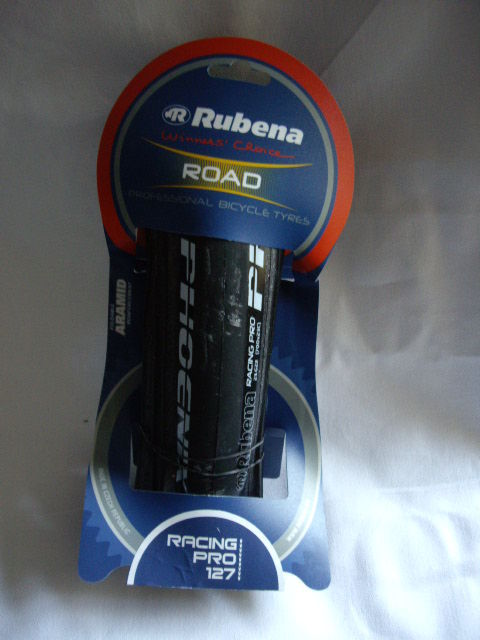 Rubena
Winners' Choice
ROAD
PROFESSIONAL BICYCLE TYRES
ARAMID
PHOENIX
RACING PRO
Rubena
RACING
PRO
127